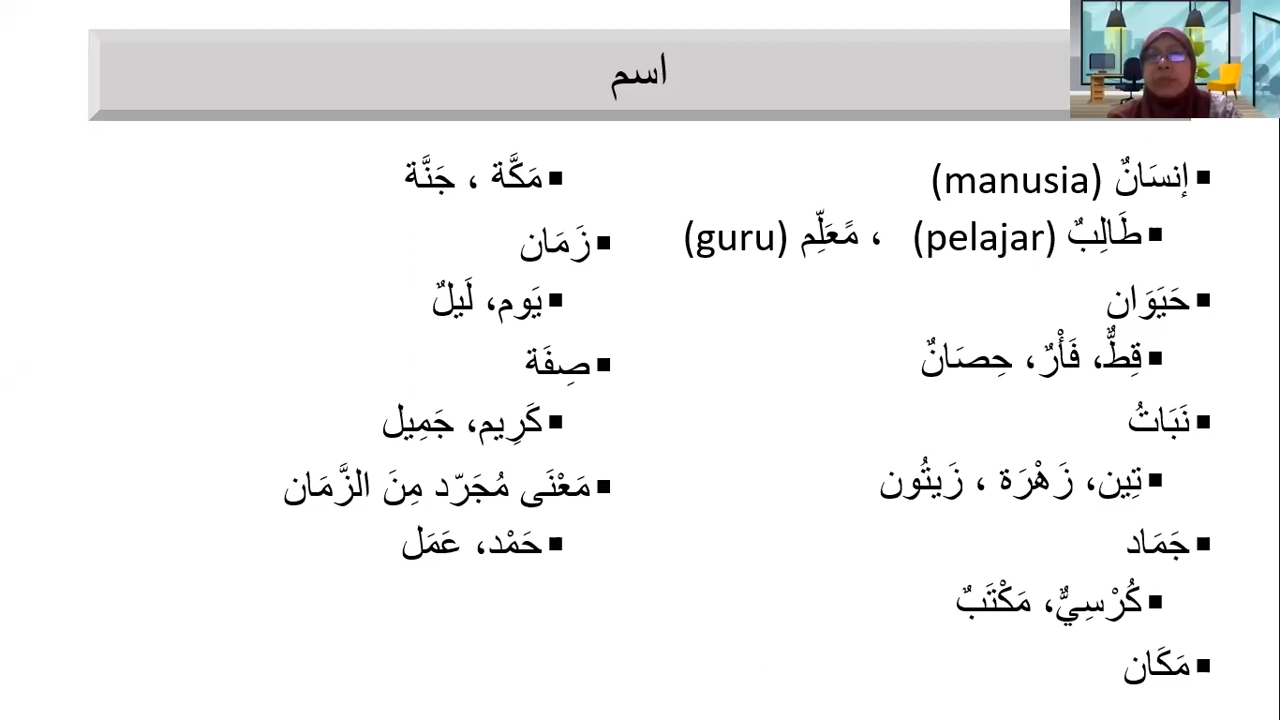 اسم
إنسَانٌ (manusia)
طَالِبٌ (pelajar) ، مًعَلِّم (guru)
حَيَوَان
قِطٌّ، فَأْرٌ، حِصَانٌ
نَبَاتُ
تِين، زَهْرَة ، زَيتُون
جَمَاد
كُرْسِيٌّ، مَكْتَبٌ
مَكَان
مَكَّة ، جَنَّة
زَمَان
يَوم، لَيلٌ
صِفَة
كَرِيم، جَمِيل
مَعْنَى مُجَرّد مِنَ الزَّمَان
حَمْد، عَمَل